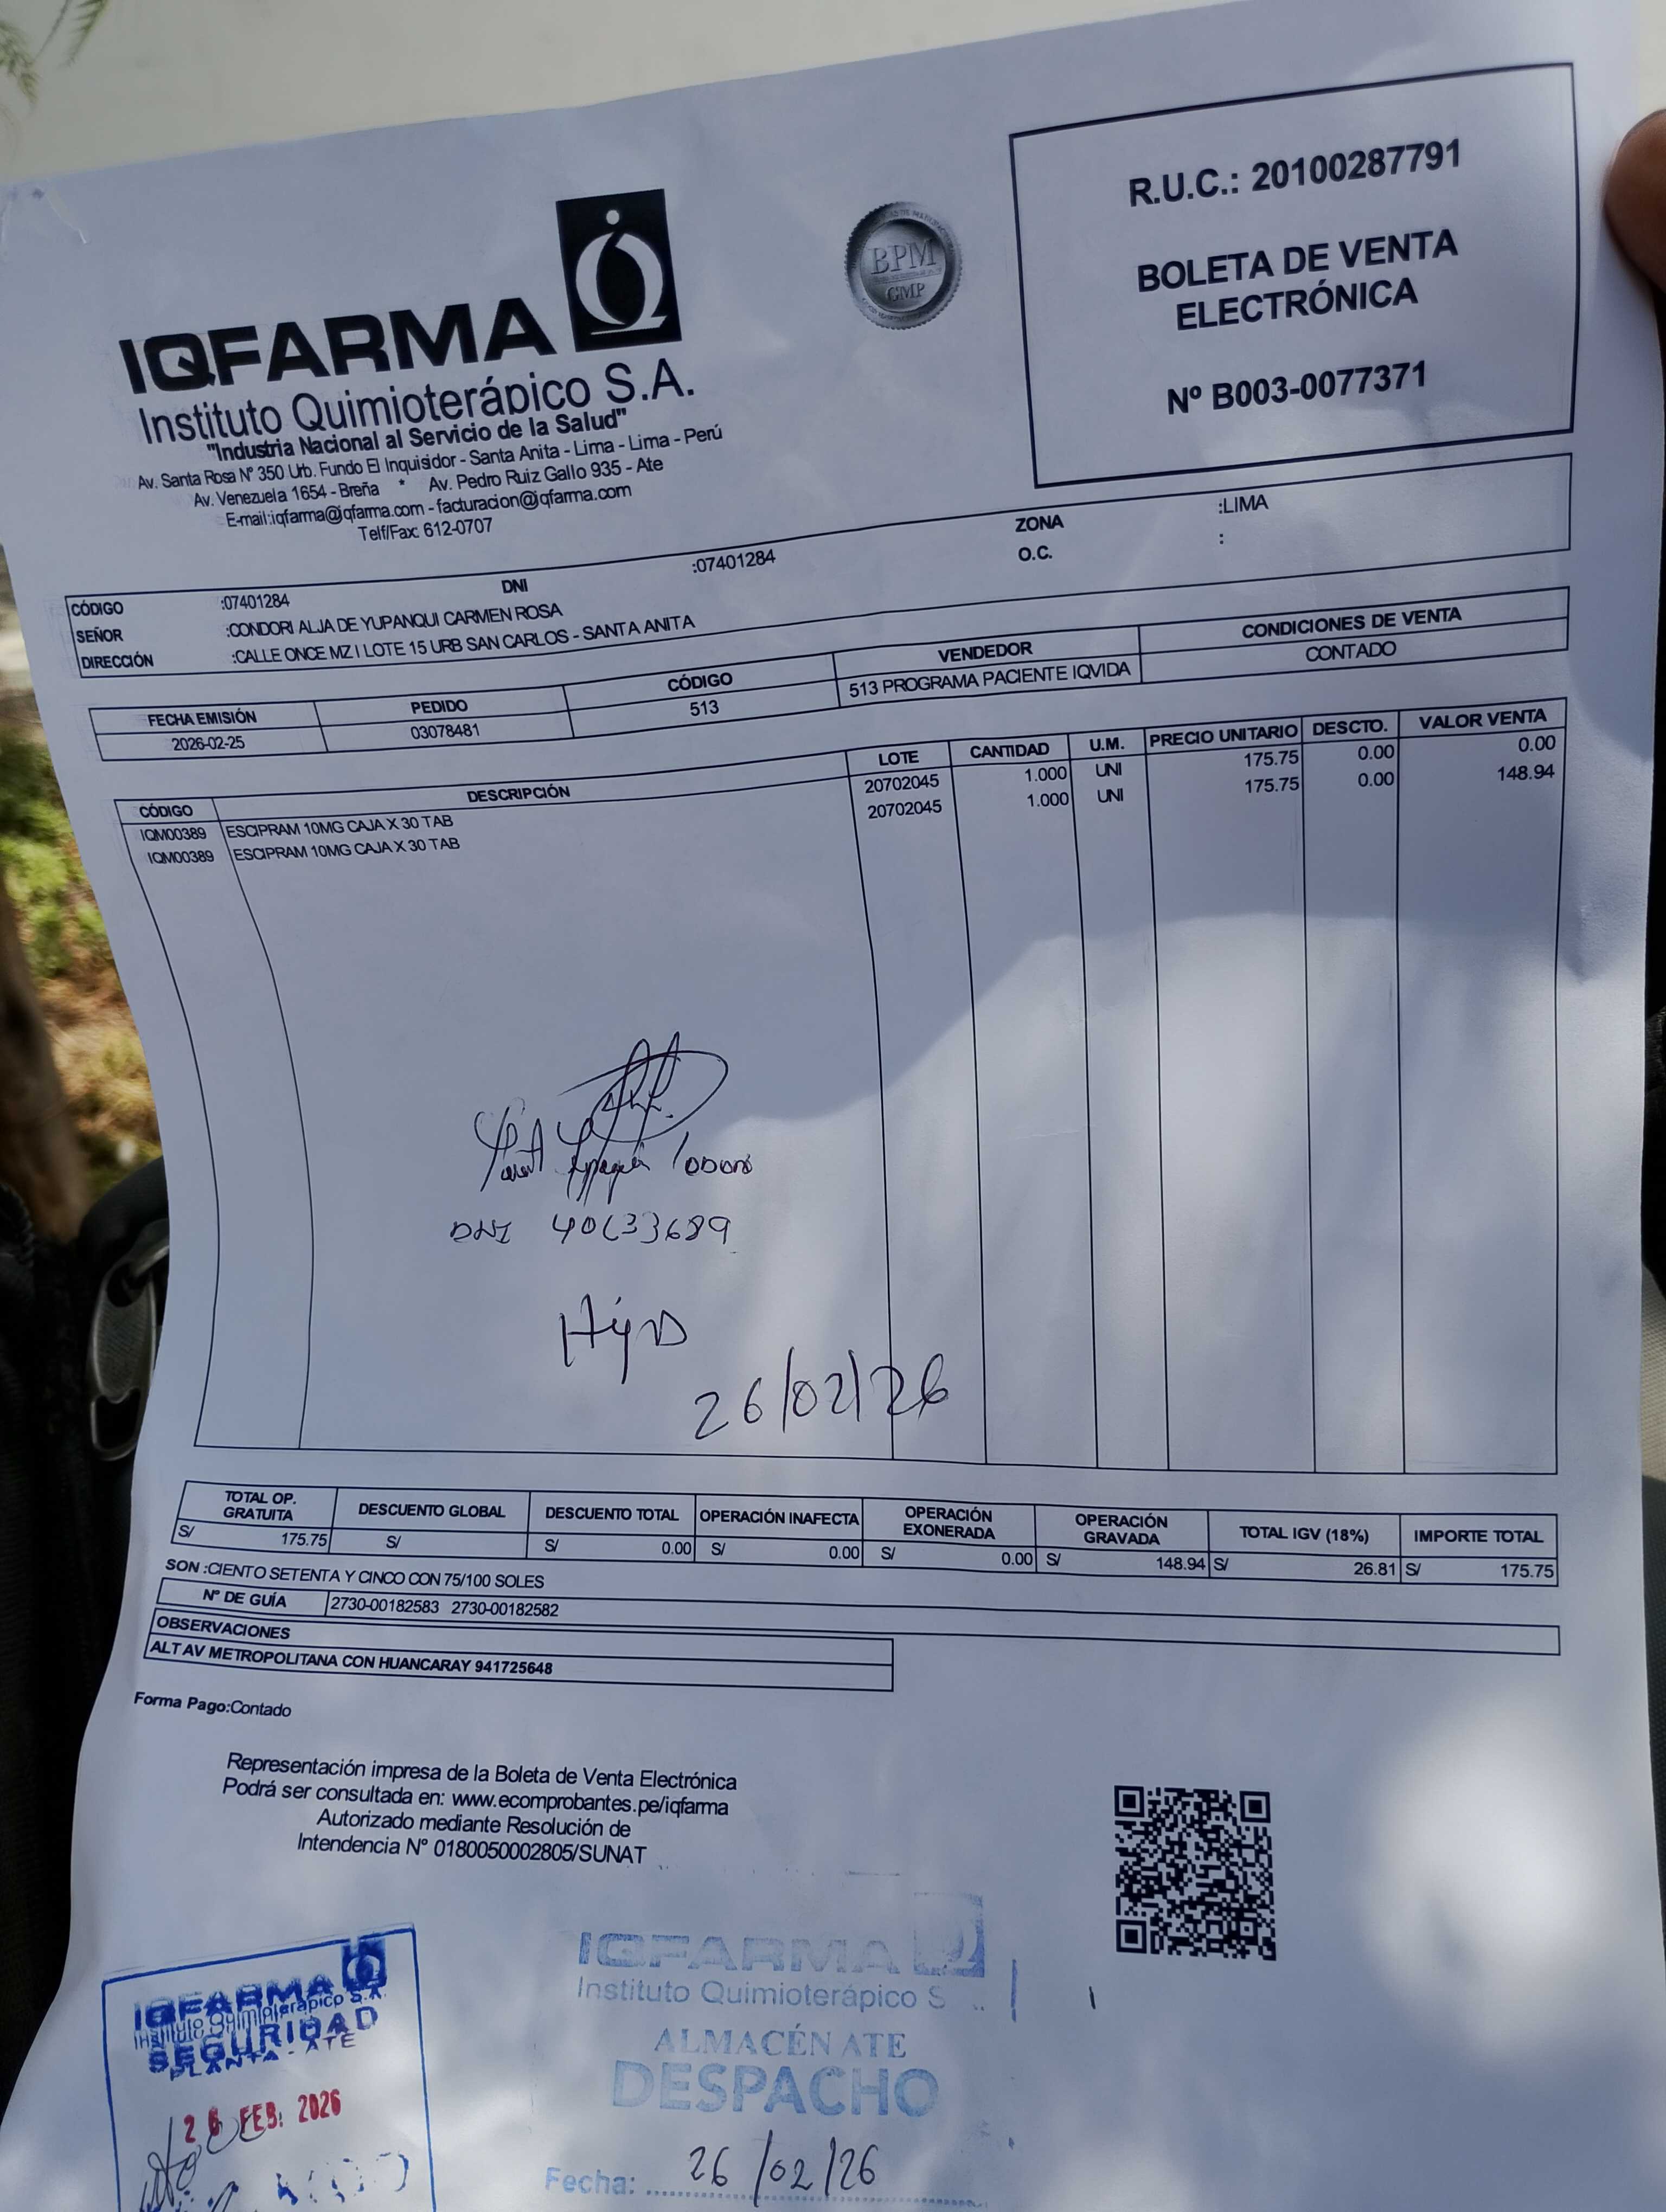 R.U.C.: 20100287791
BOLETA DE VENTA
ELECTRÓNICA
Nº B003-0077371
BPM
GMP
IQFARMA
Instituto Quimioterápico S.A.
"Industria Nacional al Servicio de la Salud"
Av. Santa Rosa Nº 350 Urb. Fundo El Inquisidor - Santa Anita - Lima - Lima - Perú
Av. Venezuela 1654 - Breña * Av. Pedro Ruiz Gallo 935 - Ate
E-mail:iqfarma@iqfarma.com - facturacion@iqfarma.com
Telf/Fax: 612-0707
CÓDIGO :07401284 DNI :07401284 ZONA :LIMA
SEÑOR :CONDORI ALJA DE YUPANQUI CARMEN ROSA O.C. :
DIRECCIÓN :CALLE ONCE MZ I LOTE 15 URB SAN CARLOS - SANTA ANITA
FECHA EMISIÓN PEDIDO CÓDIGO VENDEDOR CONDICIONES DE VENTA
2026-02-25 03078481 513 513 PROGRAMA PACIENTE IQVIDA CONTADO
CÓDIGO DESCRIPCIÓN LOTE CANTIDAD U.M. PRECIO UNITARIO DESCTO. VALOR VENTA
IQM00389 ESCIPRAM 10MG CAJA X 30 TAB 20702045 1.000 UNI 175.75 0.00 0.00
IQM00389 ESCIPRAM 10MG CAJA X 30 TAB 20702045 1.000 UNI 175.75 0.00 148.94
DNI 40633689
26/02/26
TOTAL OP. GRATUITA DESCUENTO GLOBAL DESCUENTO TOTAL OPERACIÓN INAFECTA OPERACIÓN EXONERADA OPERACIÓN GRAVADA TOTAL IGV (18%) IMPORTE TOTAL
S/ 175.75 S/ S/ 0.00 S/ 0.00 S/ 0.00 S/ 148.94 S/ 26.81 S/ 175.75
SON :CIENTO SETENTA Y CINCO CON 75/100 SOLES
Nº DE GUÍA 2730-00182583 2730-00182582
OBSERVACIONES
ALT AV METROPOLITANA CON HUANCARAY 941725648
Forma Pago:Contado
Representación impresa de la Boleta de Venta Electrónica
Podrá ser consultada en: www.ecomprobantes.pe/iqfarma
Autorizado mediante Resolución de
Intendencia Nº 0180050002805/SUNAT
IQFARMA
Instituto Quimioterápico S.A.
SEGURIDAD
PLANTA - ATE
26 FEB. 2026
IQFARMA
Instituto Quimioterápico S
ALMACÉN ATE
DESPACHO
Fecha: 26/02/26